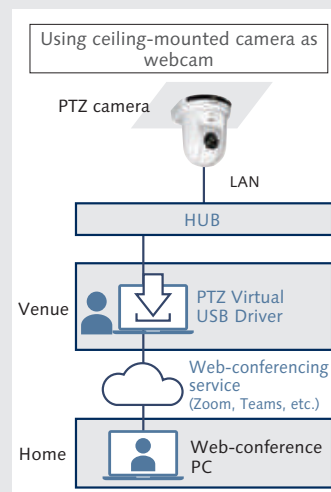 Using ceiling-mounted camera as
webcam
PTZ camera
LAN
HUB
Venue
PTZ Virtual
USB Driver
Web-conferencing
service
(Zoom, Teams, etc.)
Home
Web-conference
PC